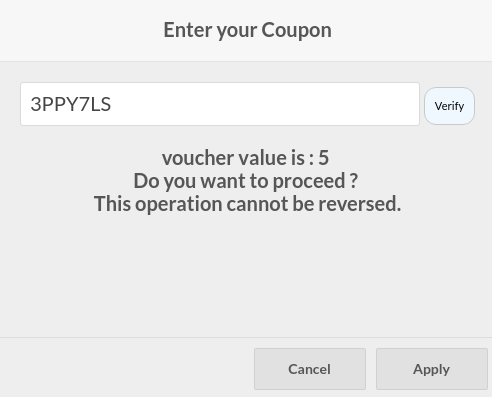 Enter your Coupon
3PPY7LS
Verify
voucher value is : 5
Do you want to proceed ?
This operation cannot be reversed.
Cancel
Apply